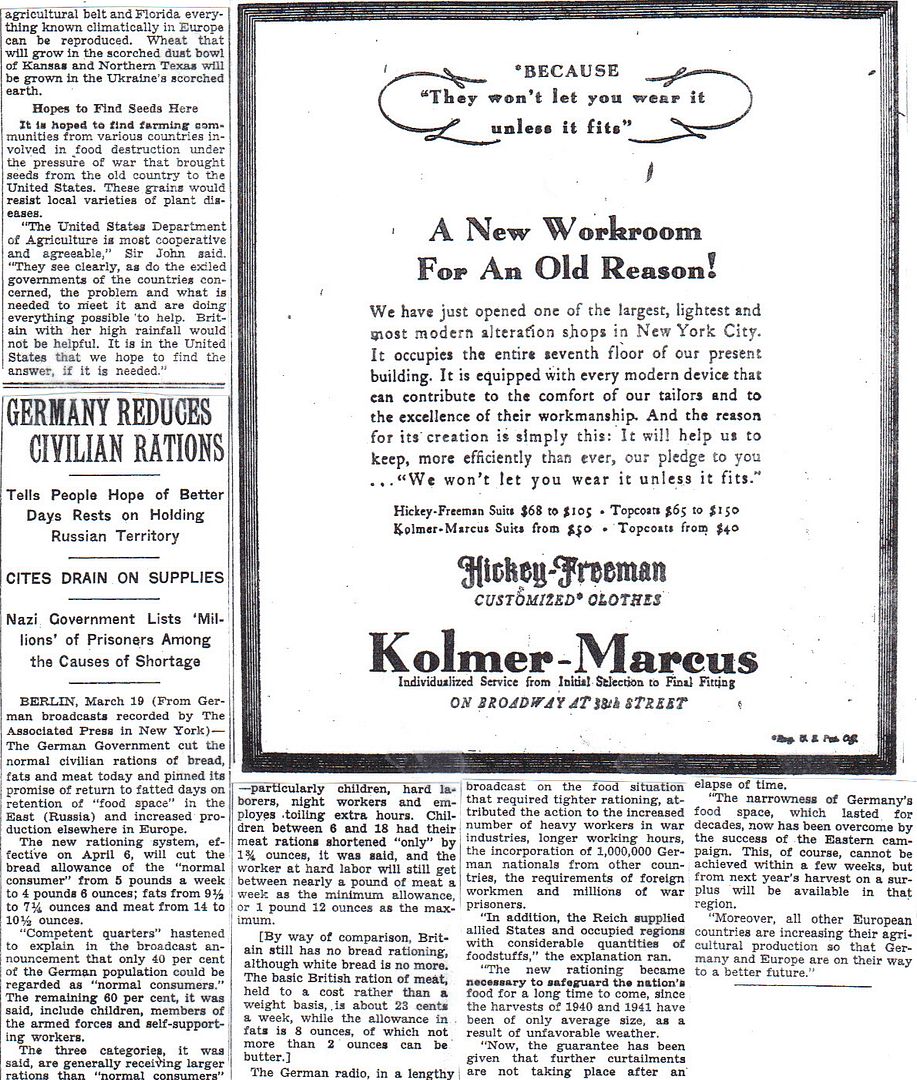 agricultural belt and Florida every-
thing known climatically in Europe
can be reproduced. Wheat that
will grow in the scorched dust bowl
of Kansas and Northern Texas will
be grown in the Ukraine's scorched
earth.
Hopes to Find Seeds Here
It is hoped to find farming com-
munities from various countries in-
volved in food destruction under
the pressure of war that brought
seeds from the old country to the
United States. These grains would
resist local varieties of plant dis-
eases.
"The United States Department
of Agriculture is most cooperative
and agreeable," Sir John said.
"They see clearly, as do the exiled
governments of the countries con-
cerned, the problem and what is
needed to meet it and are doing
everything possible to help. Brit-
ain with her high rainfall would
not be helpful. It is in the United
States that we hope to find the
answer, if it is needed."
GERMANY REDUCES
CIVILIAN RATIONS
Tells People Hope of Better
Days Rests on Holding
Russian Territory
CITES DRAIN ON SUPPLIES
Nazi Government Lists 'Mil-
lions' of Prisoners Among
the Causes of Shortage
BERLIN, March 19 (From Ger-
man broadcasts recorded by The
Associated Press in New York)—
The German Government cut the
normal civilian rations of bread,
fats and meat today and pinned its
promise of return to fatted days on
retention of "food space" in the
East (Russia) and increased pro-
duction elsewhere in Europe.
The new rationing system, ef-
fective on April 6, will cut the
bread allowance of the "normal
consumer" from 5 pounds a week
to 4 pounds 6 ounces; fats from 9½
to 7¼ ounces and meat from 14 to
10½ ounces.
"Competent quarters" hastened
to explain in the broadcast an-
nouncement that only 40 per cent
of the German population could be
regarded as "normal consumers."
The remaining 60 per cent, it was
said, include children, members of
the armed forces and self-support-
ing workers.
The three categories, it was
said, are generally receiving larger
rations than "normal consumers"
—particularly children, hard la-
borers, night workers and em-
ployes toiling extra hours. Chil-
dren between 6 and 18 had their
meat rations shortened "only" by
1¾ ounces, it was said, and the
worker at hard labor will still get
between nearly a pound of meat a
week as the minimum allowance,
or 1 pound 12 ounces as the max-
imum.
[By way of comparison, Brit-
ain still has no bread rationing,
although white bread is no more.
The basic British ration of meat,
held to a cost rather than a
weight basis, is about 23 cents
a week, while the allowance in
fats is 8 ounces, of which not
more than 2 ounces can be
butter.]
The German radio, in a lengthy
broadcast on the food situation
that required tighter rationing, at-
tributed the action to the increased
number of heavy workers in war
industries, longer working hours,
the incorporation of 1,000,000 Ger-
man nationals from other coun-
tries, the requirements of foreign
workmen and millions of war
prisoners.
"In addition, the Reich supplied
allied States and occupied regions
with considerable quantities of
foodstuffs," the explanation ran.
"The new rationing became
necessary to safeguard the nation's
food for a long time to come, since
the harvests of 1940 and 1941 have
been of only average size, as a
result of unfavorable weather.
"Now, the guarantee has been
given that further curtailments
are not taking place after an
elapse of time.
"The narrowness of Germany's
food space, which lasted for
decades, now has been overcome by
the success of the Eastern cam-
paign. This, of course, cannot be
achieved within a few weeks, but
from next year's harvest on a sur-
plus will be available in that
region.
"Moreover, all other European
countries are increasing their agri-
cultural production so that Ger-
many and Europe are on their way
to a better future."
*BECAUSE
"They won't let you wear it
unless it fits"
A New Workroom
For An Old Reason!
We have just opened one of the largest, lightest and
most modern alteration shops in New York City.
It occupies the entire seventh floor of our present
building. It is equipped with every modern device that
can contribute to the comfort of our tailors and to
the excellence of their workmanship. And the reason
for its creation is simply this: It will help us to
keep, more efficiently than ever, our pledge to you
..."We won't let you wear it unless it fits."
Hickey-Freeman Suits $68 to $105 • Topcoats $65 to $150
Kolmer-Marcus Suits from $50 • Topcoats from $40
Hickey-Freeman
CUSTOMIZED* CLOTHES
Kolmer-Marcus
Individualized Service from Initial Selection to Final Fitting
ON BROADWAY AT 38th STREET
*Reg. U. S. Pat. Off.